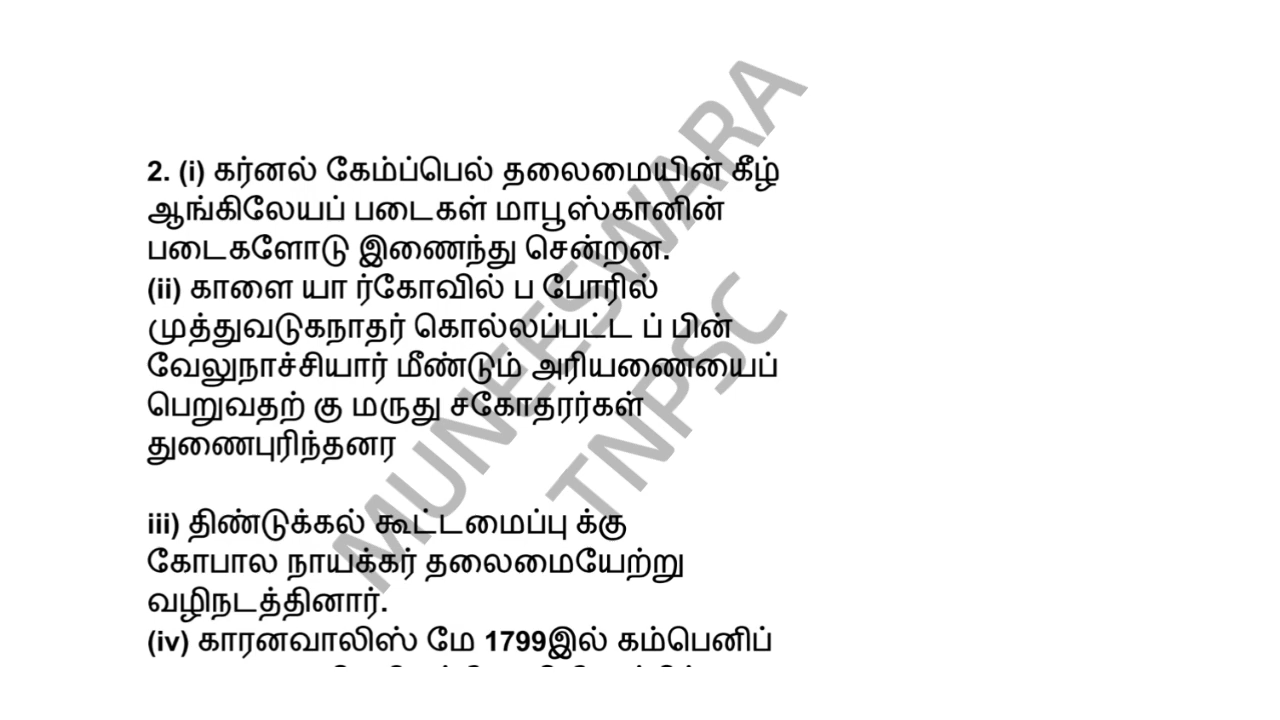 2. (i) கர்னல் கேம்ப்பெல் தலைமையின் கீழ்
ஆங்கிலேயப் படைகள் மாபூஸ்கானின்
படைகளோடு இணைந்து சென்றன.
(ii) காளை யா ர்கோவில் ப போரில்
முத்துவடுகநாதர் கொல்லப்பட்ட ப் பின்
வேலுநாச்சியார் மீண்டும் அரியணையைப்
பெறுவதற் கு மருது சகோதரர்கள்
துணைபுரிந்தனர
iii) திண்டுக்கல் கூட்டமைப்பு க்கு
கோபால நாயக்கர் தலைமையேற்று
வழிநடத்தினார்.
(iv) காரனவாலிஸ் மே 1799இல் கம்பெனிப்
MUNEESWARA
TNPSC